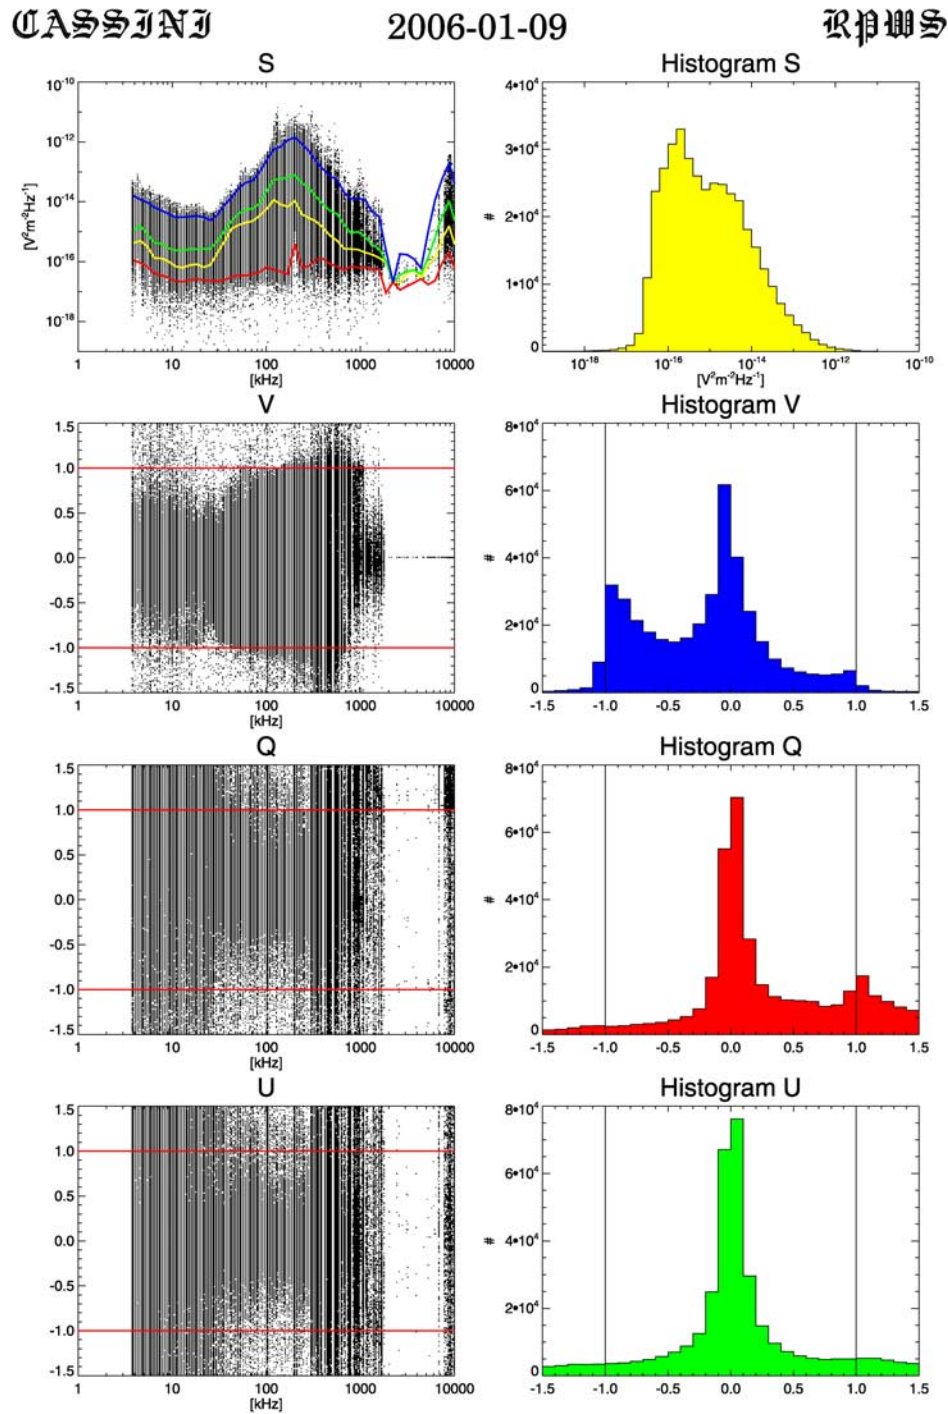 CASSINI 2006-01-09 RPWS
S Histogram S
10⁻¹⁰ 10⁻¹² 10⁻¹⁴ 10⁻¹⁶ 10⁻¹⁸
[V²m⁻²Hz⁻¹]
1 10 100 1000 10000
[kHz]
4•10⁴ 3•10⁴ 2•10⁴ 1•10⁴ 0
#
10⁻¹⁸ 10⁻¹⁶ 10⁻¹⁴ 10⁻¹² 10⁻¹⁰
[V²m⁻²Hz⁻¹]
V Histogram V
1.5 1.0 0.5 0.0 -0.5 -1.0 -1.5
1 10 100 1000 10000
[kHz]
8•10⁴ 6•10⁴ 4•10⁴ 2•10⁴ 0
#
-1.5 -1.0 -0.5 0.0 0.5 1.0 1.5
Q Histogram Q
1.5 1.0 0.5 0.0 -0.5 -1.0 -1.5
1 10 100 1000 10000
[kHz]
8•10⁴ 6•10⁴ 4•10⁴ 2•10⁴ 0
#
-1.5 -1.0 -0.5 0.0 0.5 1.0 1.5
U Histogram U
1.5 1.0 0.5 0.0 -0.5 -1.0 -1.5
1 10 100 1000 10000
[kHz]
8•10⁴ 6•10⁴ 4•10⁴ 2•10⁴ 0
#
-1.5 -1.0 -0.5 0.0 0.5 1.0 1.5